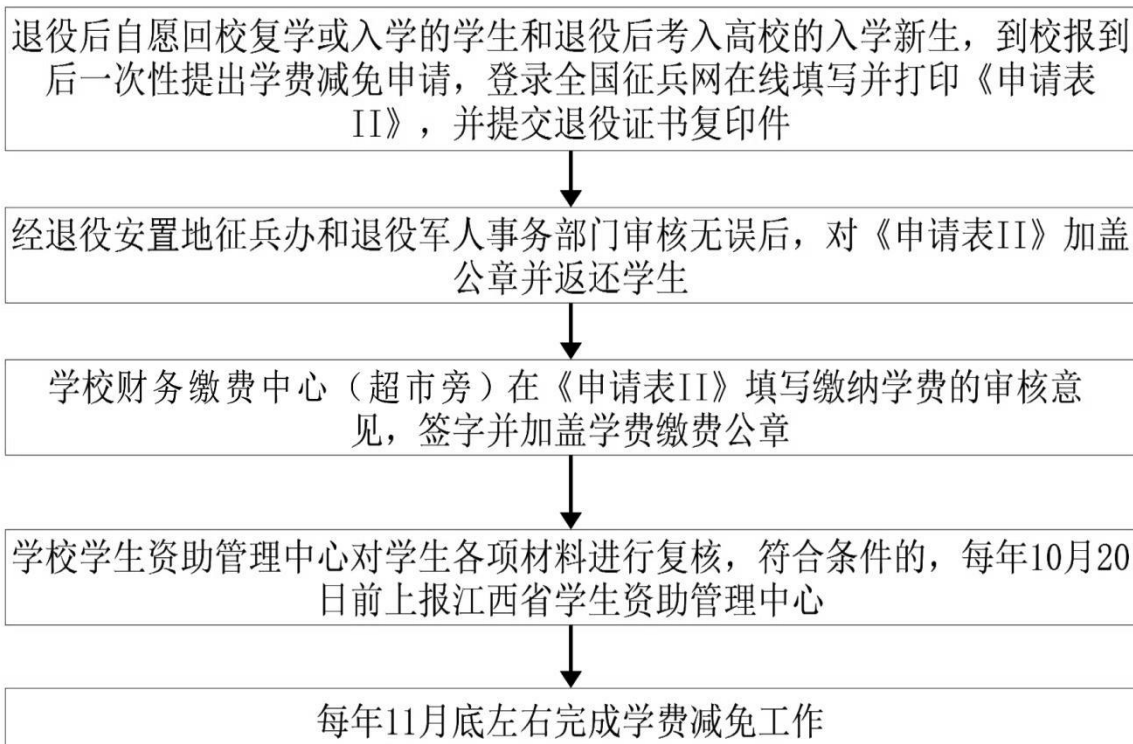 退役后自愿回校复学或入学的学生和退役后考入高校的入学新生，到校报到
后一次性提出学费减免申请，登录全国征兵网在线填写并打印《申请表
II》，并提交退役证书复印件
经退役安置地征兵办和退役军人事务部门审核无误后，对《申请表II》加盖
公章并返还学生
学校财务缴费中心（超市旁）在《申请表II》填写缴纳学费的审核意
见，签字并加盖学费缴费公章
学校学生资助管理中心对学生各项材料进行复核，符合条件的，每年10月20
日前上报江西省学生资助管理中心
每年11月底左右完成学费减免工作